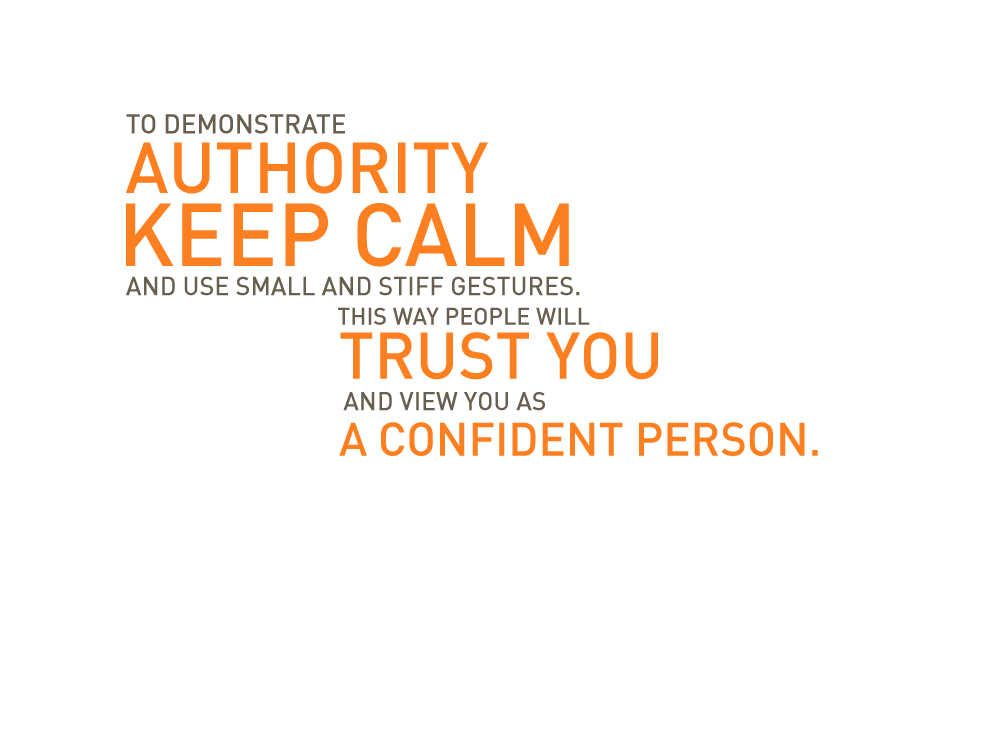 TO DEMONSTRATE
AUTHORITY
KEEP CALM
AND USE SMALL AND STIFF GESTURES.
THIS WAY PEOPLE WILL
TRUST YOU
AND VIEW YOU AS
A CONFIDENT PERSON.